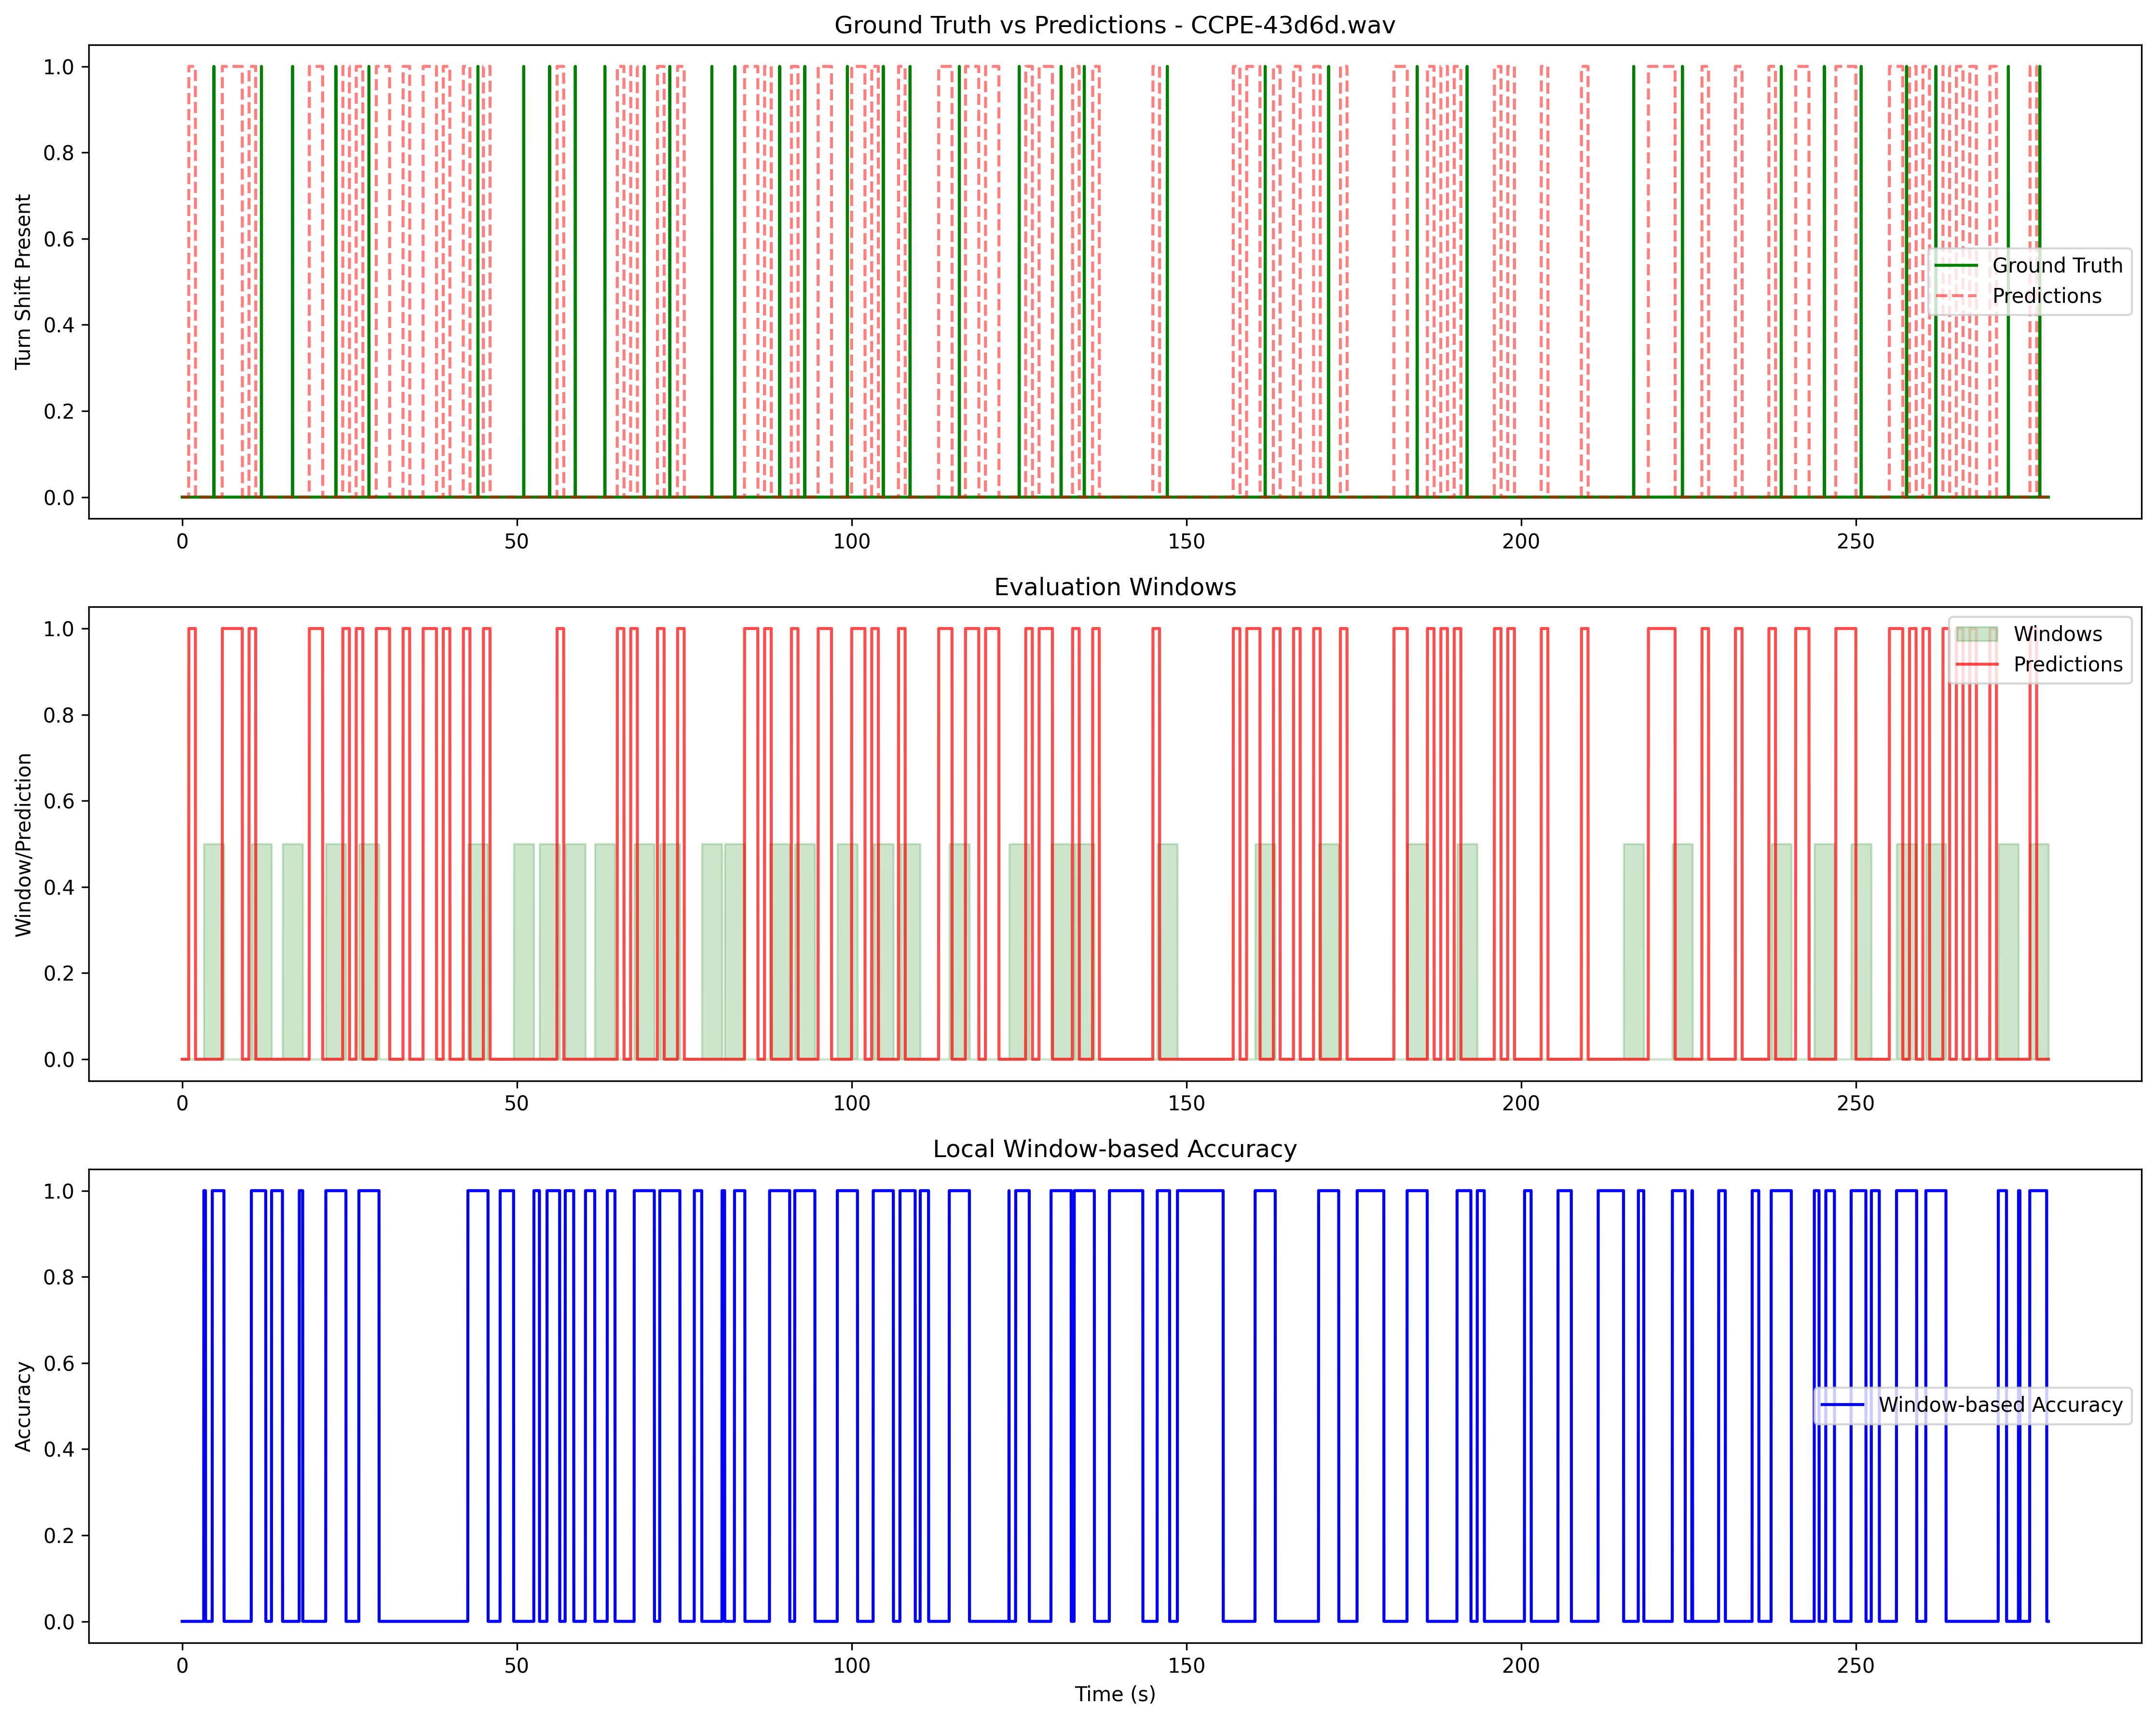 Ground Truth vs Predictions - CCPE-43d6d.wav
1.0
0.8
0.6
0.4
0.2
0.0
Turn Shift Present
Ground Truth
Predictions
0 50 100 150 200 250
Evaluation Windows
1.0
0.8
0.6
0.4
0.2
0.0
Window/Prediction
Windows
Predictions
0 50 100 150 200 250
Local Window-based Accuracy
1.0
0.8
0.6
0.4
0.2
0.0
Accuracy
Window-based Accuracy
0 50 100 150 200 250
Time (s)